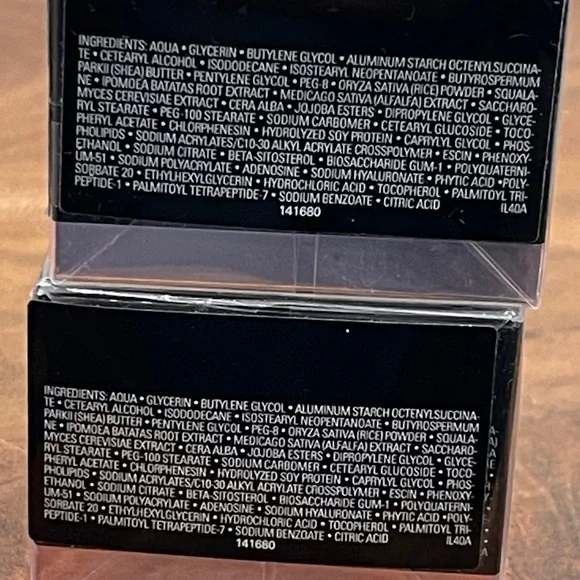 INGREDIENTS: AQUA • GLYCERIN • BUTYLENE GLYCOL • ALUMINUM STARCH OCTENYLSUCCINA-
TE • CETEARYL ALCOHOL • ISODODECANE • ISOSTEARYL NEOPENTANOATE • BUTYROSPERMUM
PARKII (SHEA) BUTTER • PENTYLENE GLYCOL • PEG-8 • ORYZA SATIVA (RICE) POWDER • SQUALA-
NE • IPOMOEA BATATAS ROOT EXTRACT • MEDICAGO SATIVA (ALFALFA) EXTRACT • SACCHARO-
MYCES CEREVISIAE EXTRACT • CERA ALBA • JOJOBA ESTERS • DIPROPYLENE GLYCOL • GLYCE-
RYL STEARATE • PEG-100 STEARATE • SODIUM CARBOMER • CETEARYL GLUCOSIDE • TOCO-
PHERYL ACETATE • CHLORPHENESIN • HYDROLYZED SOY PROTEIN • CAPRYLYL GLYCOL • PHOS-
PHOLIPIDS • SODIUM ACRYLATES/C10-30 ALKYL ACRYLATE CROSSPOLYMER • ESCIN • PHENOXY-
ETHANOL • SODIUM CITRATE • BETA-SITOSTEROL • BIOSACCHARIDE GUM-1 • POLYQUATERNI-
UM-51 • SODIUM POLYACRYLATE • ADENOSINE • SODIUM HYALURONATE • PHYTIC ACID •POLY-
SORBATE 20 • ETHYLHEXYLGLYCERIN • HYDROCHLORIC ACID • TOCOPHEROL • PALMITOYL TRI-
PEPTIDE-1 • PALMITOYL TETRAPEPTIDE-7 • SODIUM BENZOATE • CITRIC ACID IL40A
141680
INGREDIENTS: AQUA • GLYCERIN • BUTYLENE GLYCOL • ALUMINUM STARCH OCTENYLSUCCINA-
TE • CETEARYL ALCOHOL • ISODODECANE • ISOSTEARYL NEOPENTANOATE • BUTYROSPERMUM
PARKII (SHEA) BUTTER • PENTYLENE GLYCOL • PEG-8 • ORYZA SATIVA (RICE) POWDER • SQUALA-
NE • IPOMOEA BATATAS ROOT EXTRACT • MEDICAGO SATIVA (ALFALFA) EXTRACT • SACCHARO-
MYCES CEREVISIAE EXTRACT • CERA ALBA • JOJOBA ESTERS • DIPROPYLENE GLYCOL • GLYCE-
RYL STEARATE • PEG-100 STEARATE • SODIUM CARBOMER • CETEARYL GLUCOSIDE • TOCO-
PHERYL ACETATE • CHLORPHENESIN • HYDROLYZED SOY PROTEIN • CAPRYLYL GLYCOL • PHOS-
PHOLIPIDS • SODIUM ACRYLATES/C10-30 ALKYL ACRYLATE CROSSPOLYMER • ESCIN • PHENOXY-
ETHANOL • SODIUM CITRATE • BETA-SITOSTEROL • BIOSACCHARIDE GUM-1 • POLYQUATERNI-
UM-51 • SODIUM POLYACRYLATE • ADENOSINE • SODIUM HYALURONATE • PHYTIC ACID •POLY-
SORBATE 20 • ETHYLHEXYLGLYCERIN • HYDROCHLORIC ACID • TOCOPHEROL • PALMITOYL TRI-
PEPTIDE-1 • PALMITOYL TETRAPEPTIDE-7 • SODIUM BENZOATE • CITRIC ACID IL40A
141680